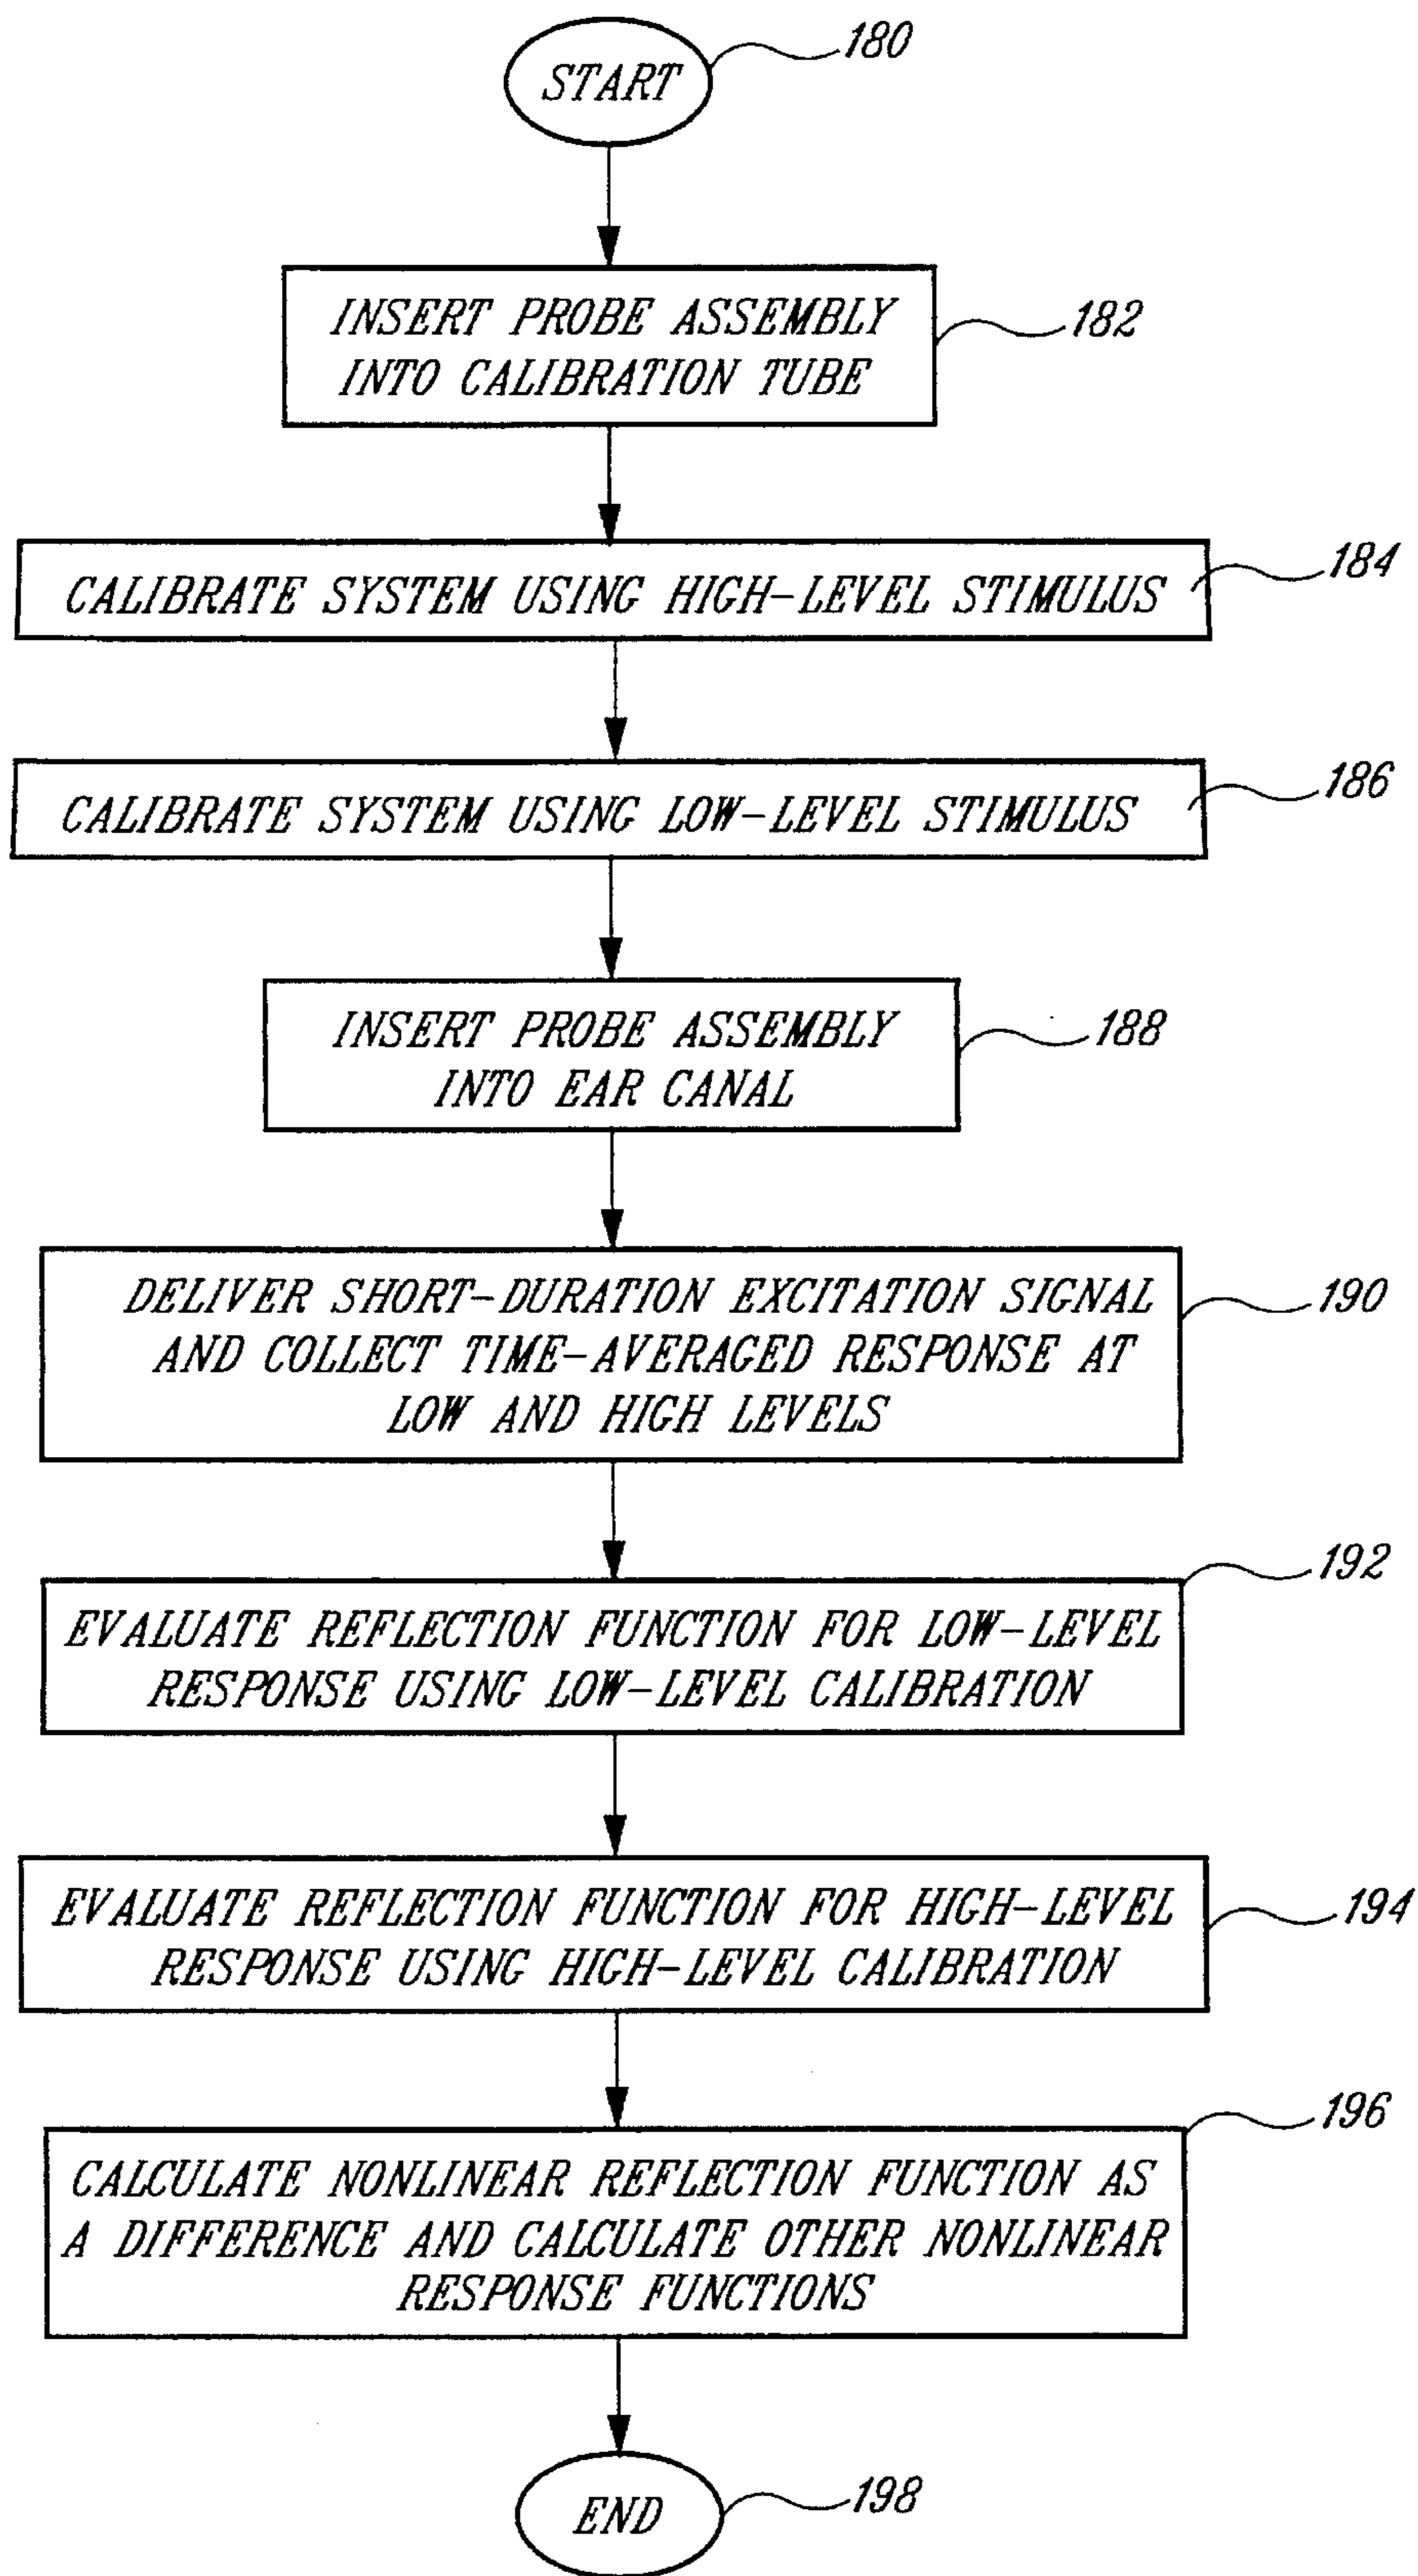 START
180
INSERT PROBE ASSEMBLY
INTO CALIBRATION TUBE
182
CALIBRATE SYSTEM USING HIGH-LEVEL STIMULUS
184
CALIBRATE SYSTEM USING LOW-LEVEL STIMULUS
186
INSERT PROBE ASSEMBLY
INTO EAR CANAL
188
DELIVER SHORT-DURATION EXCITATION SIGNAL
AND COLLECT TIME-AVERAGED RESPONSE AT
LOW AND HIGH LEVELS
190
EVALUATE REFLECTION FUNCTION FOR LOW-LEVEL
RESPONSE USING LOW-LEVEL CALIBRATION
192
EVALUATE REFLECTION FUNCTION FOR HIGH-LEVEL
RESPONSE USING HIGH-LEVEL CALIBRATION
194
CALCULATE NONLINEAR REFLECTION FUNCTION AS
A DIFFERENCE AND CALCULATE OTHER NONLINEAR
RESPONSE FUNCTIONS
196
END
198